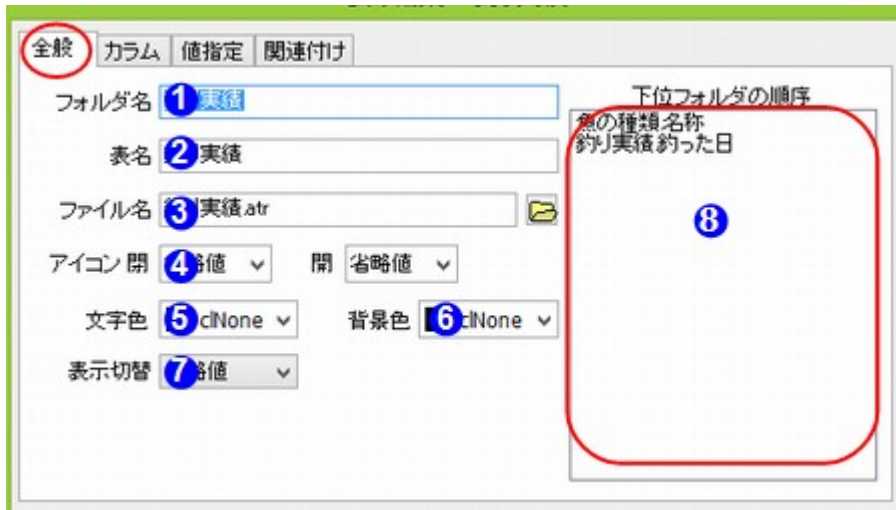 全般 カラム 値指定 関連付け
フォルダ名 1 実績
下位フォルダの順序
魚の種類名称
釣り実績釣った日
表名 2 実績
ファイル名 3 実績.atr
8
アイコン 閉 4 略値 開 省略値
文字色 5 clNone 背景色 6 clNone
表示切替 7 略値